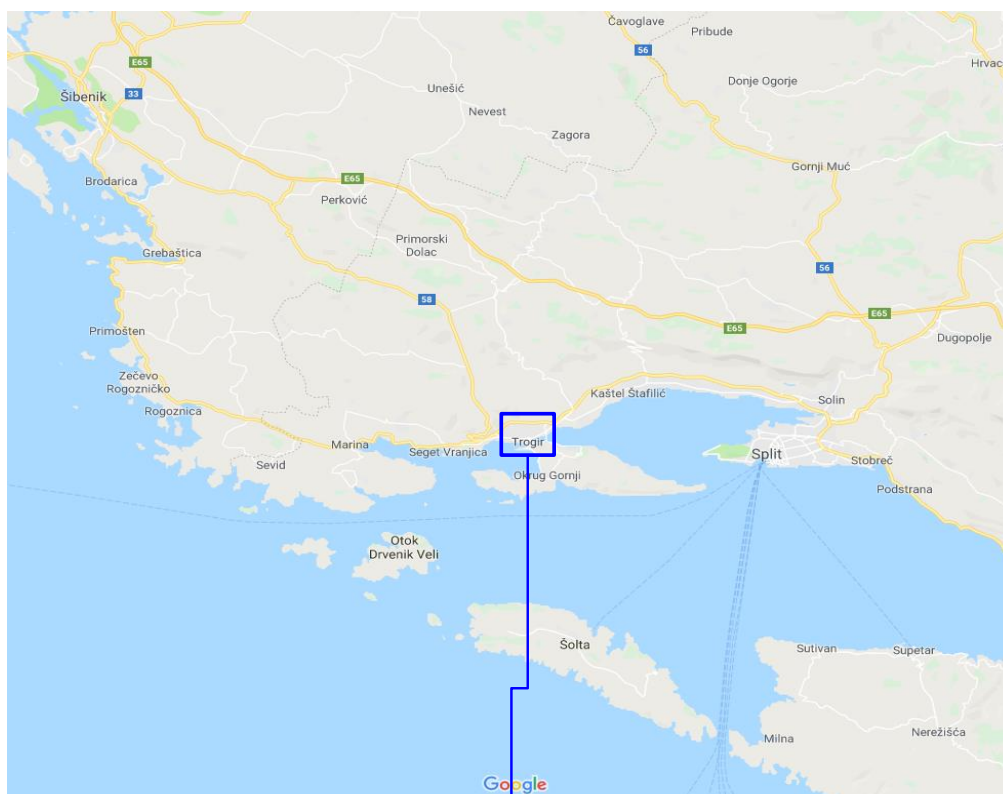 Čavoglave
Pribude
56
E65
Hrvac
Unešić
Donje Ogorje
Šibenik
33
Nevest
Zagora
Gornji Muć
E65
Brodarica
Perković
Primorski
Dolac
Grebaštica
56
58
E65
E65
Primošten
Dugopolje
Zečevo
Rogozničko
Kaštel Štafilić
Solin
Rogoznica
Marina
Trogir
Seget Vranjica
Split
Sevid
Stobreč
Okrug Gornji
Podstrana
Otok
Drvenik Veli
Šolta
Sutivan
Supetar
Nerežišća
Milna
Google